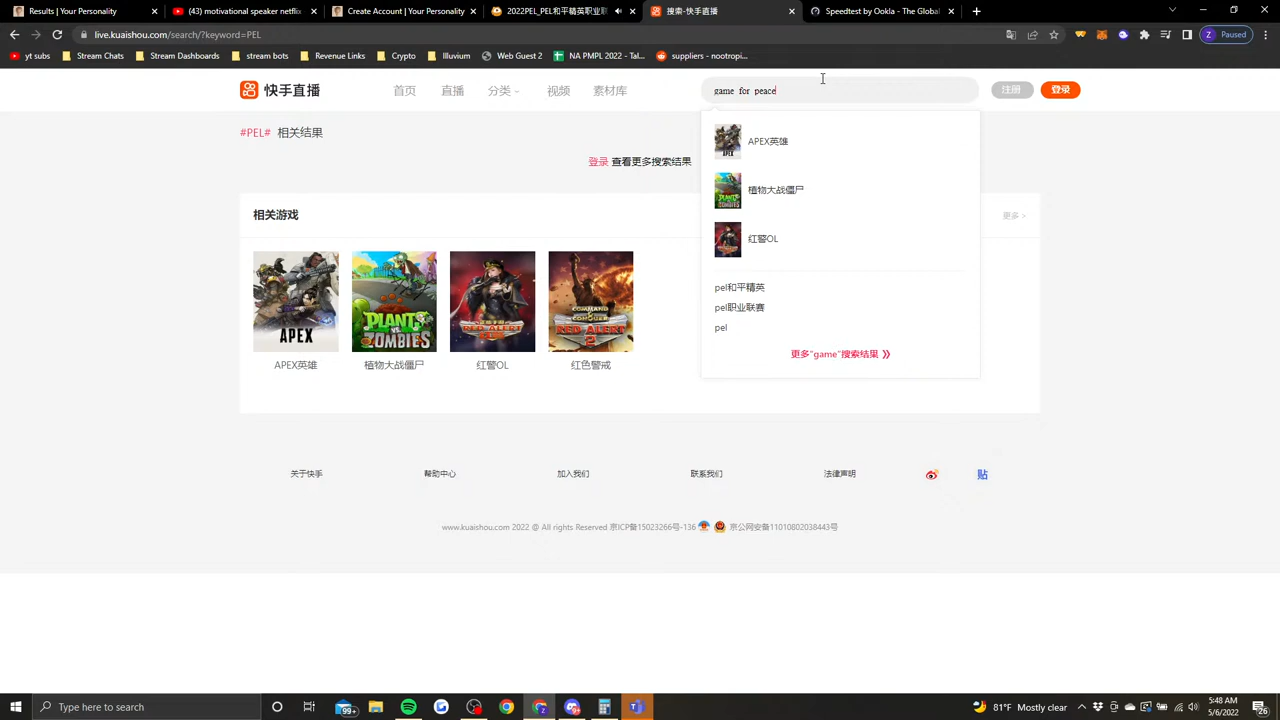 Results | Your Personality
(43) motivational magnetics set
Create Account | Your Personality
2022PEL_PEL和平精英职业联
搜索-快手直播
Speedtest by Ookla - The Global
live.kuaishou.com/search/?keyword=PEL
Z Paused
yt subs
Stream Chats
Stream Dashboards
stream bots
Revenue Links
Crypto
Illuvium
Web Guest 2
NA PMPL 2022 - Tal...
suppliers - nootropi...
快手直播
首页
直播
分类
视频
素材库
game for peace
注册
登录
#PEL# 相关结果
登录 查看更多搜索结果
相关游戏
更多 >
APEX
PLANTS VS ZOMBIES
RED ALERT
COMMAND & CONQUER
RED ALERT 2
APEX英雄
植物大战僵尸
红警OL
红色警戒
APEX英雄
植物大战僵尸
红警OL
pel和平精英
pel职业联赛
pel
更多"game"搜索结果 》
关于快手
帮助中心
加入我们
联系我们
法律声明
贴
www.kuaishou.com 2022 @ All rights Reserved 京ICP备15023266号-136 京公网安备11010802038443号
Type here to search
99+
81°F Mostly clear
5:48 AM
5/6/2022